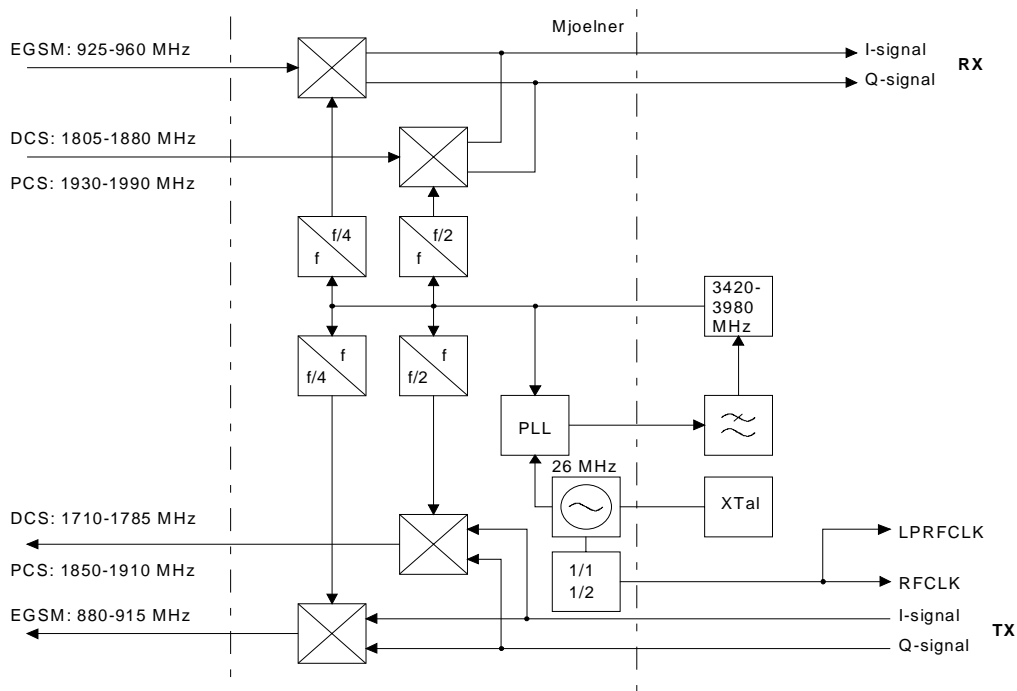 Mjoelner
EGSM: 925-960 MHz
I-signal
RX
Q-signal
DCS: 1805-1880 MHz
PCS: 1930-1990 MHz
f/4
f
f/2
f
3420-
3980
MHz
f
f/4
f
f/2
PLL
26 MHz
XTal
DCS: 1710-1785 MHz
LPRFCLK
PCS: 1850-1910 MHz
1/1
1/2
RFCLK
EGSM: 880-915 MHz
I-signal
TX
Q-signal